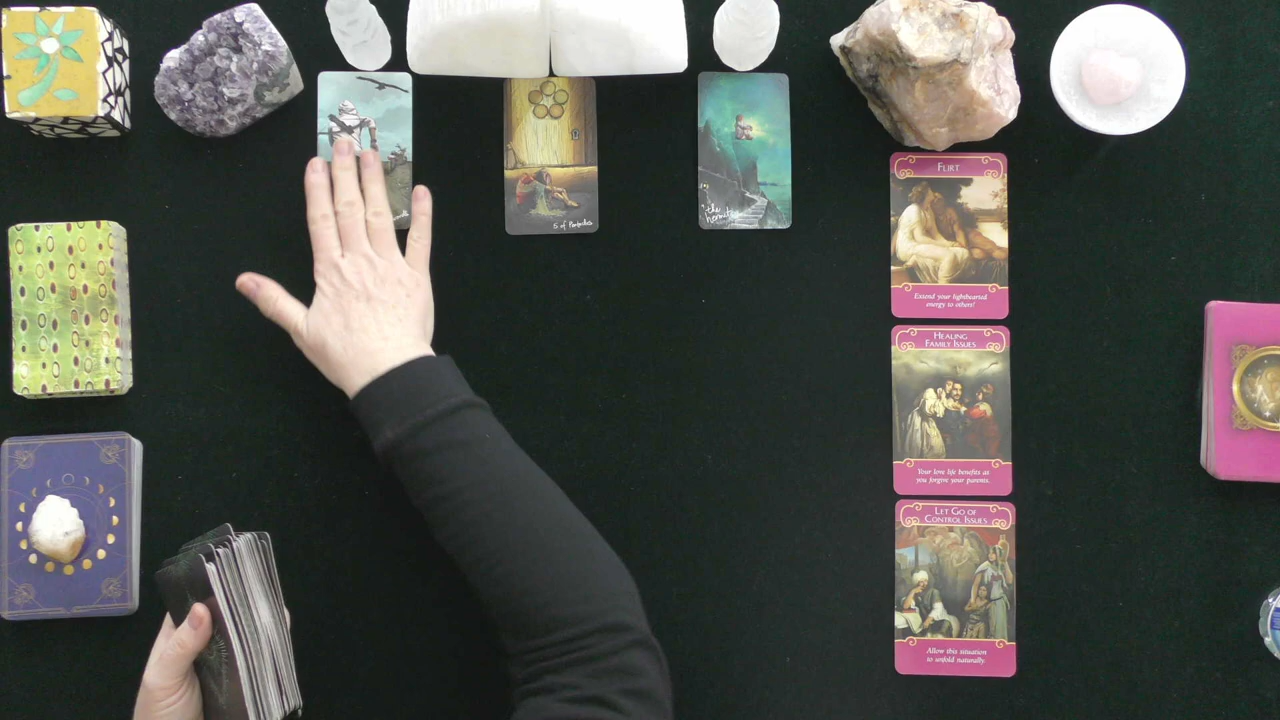 5 of Pentacles
the
hermit
FLIRT
Extend your lighthearted
energy to others!
HEALING
FAMILY ISSUES
Your love life benefits as
you forgive your parents.
LET GO OF
CONTROL ISSUES
Allow this situation
to unfold naturally.